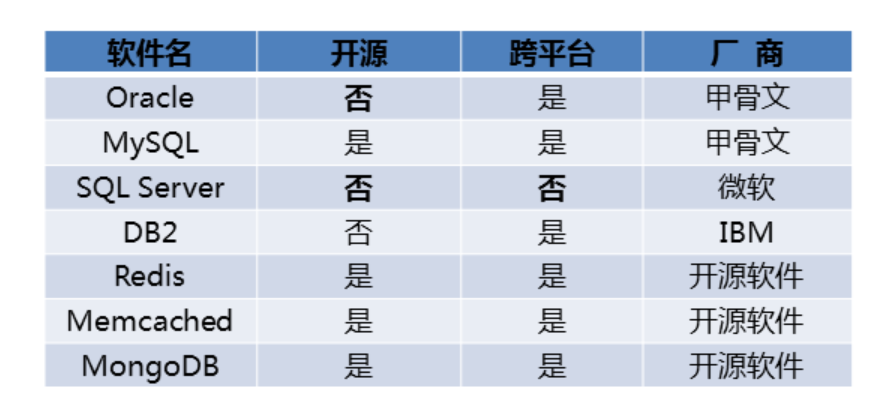 软件名 开源 跨平台 厂 商
Oracle 否 是 甲骨文
MySQL 是 是 甲骨文
SQL Server 否 否 微软
DB2 否 是 IBM
Redis 是 是 开源软件
Memcached 是 是 开源软件
MongoDB 是 是 开源软件